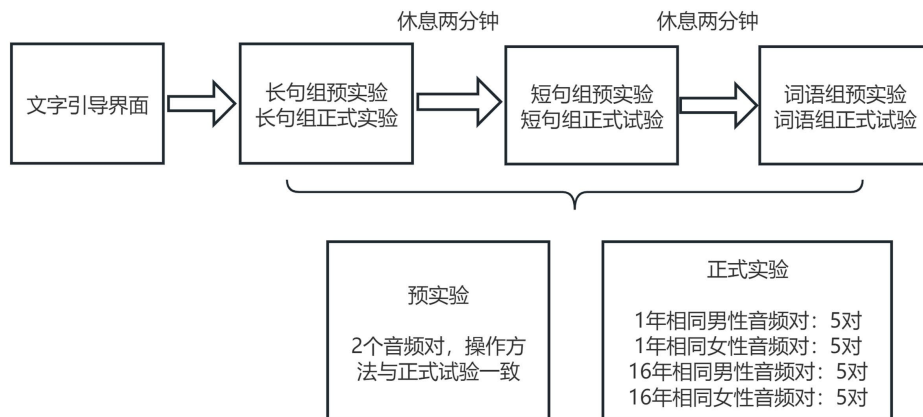 休息两分钟
休息两分钟
文字引导界面
长句组预实验
长句组正式实验
短句组预实验
短句组正式试验
词语组预实验
词语组正式试验
预实验
2个音频对，操作方
法与正式试验一致
正式实验
1年相同男性音频对：5对
1年相同女性音频对：5对
16年相同男性音频对：5对
16年相同女性音频对：5对